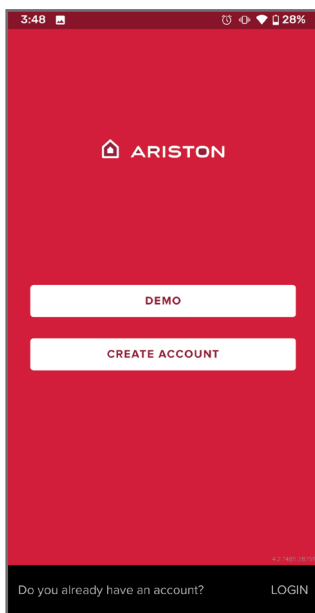 3:48 28%
ARISTON
DEMO
CREATE ACCOUNT
Do you already have an account? LOGIN